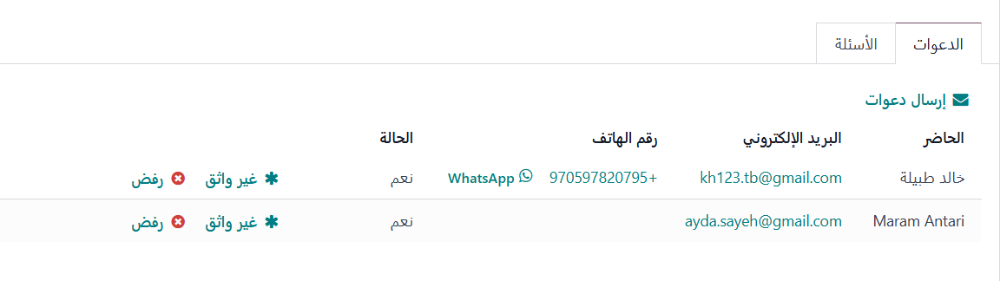 الدعوات الأسئلة
إرسال دعوات
الحاضر البريد الإلكتروني رقم الهاتف الحالة
خالد طبيلة kh123.tb@gmail.com +970597820795 WhatsApp نعم غير واثق رفض
Maram Antari ayda.sayeh@gmail.com نعم غير واثق رفض